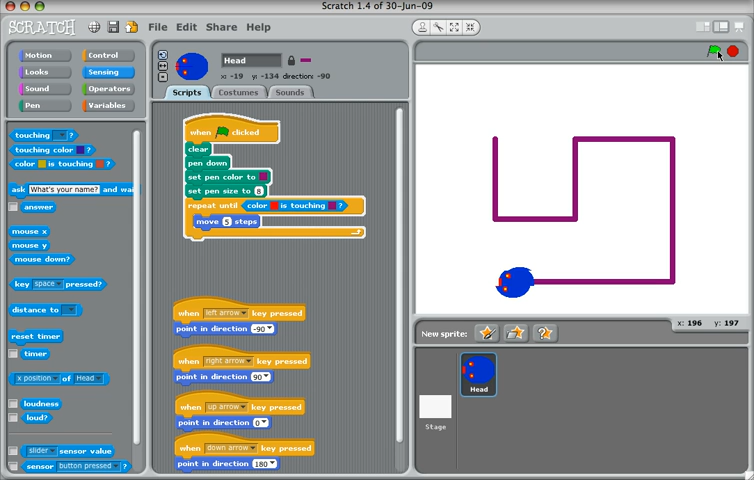 Scratch 1.4 of 30-Jun-09
SCRATCH File Edit Share Help
Motion Control
Looks Sensing
Sound Operators
Pen Variables
touching ?
touching color ?
color is touching ?
ask What's your name? and wai
answer
mouse x
mouse y
mouse down?
key space pressed?
distance to
reset timer
timer
x position of Head
loudness
loud?
slider sensor value
sensor button pressed ?
Head
x: -19 y: -134 direction: -90
Scripts Costumes Sounds
when clicked
clear
pen down
set pen color to
set pen size to 8
repeat until color is touching ?
move 5 steps
when left arrow key pressed
point in direction -90
when right arrow key pressed
point in direction 90
when up arrow key pressed
point in direction 0
when down arrow key pressed
point in direction 180
x: 196 y: 197
New sprite:
Head
Stage